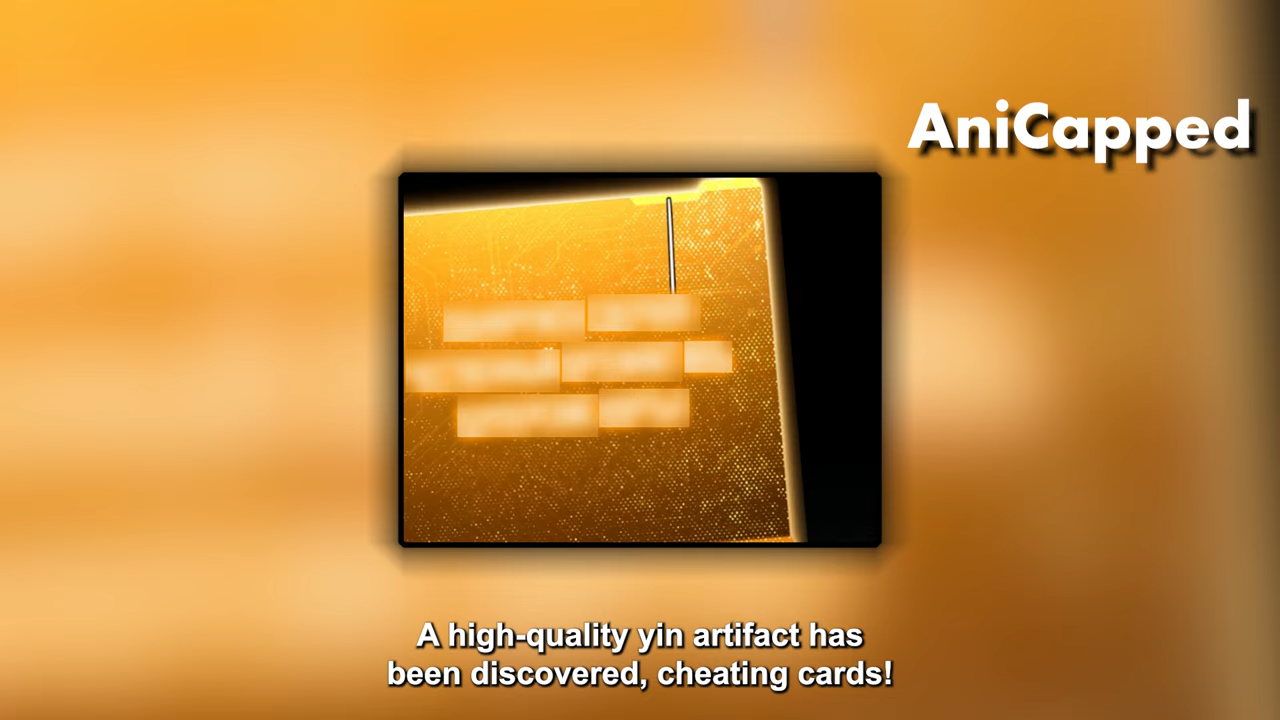 AniCapped
A high-quality yin artifact has
been discovered, cheating cards!